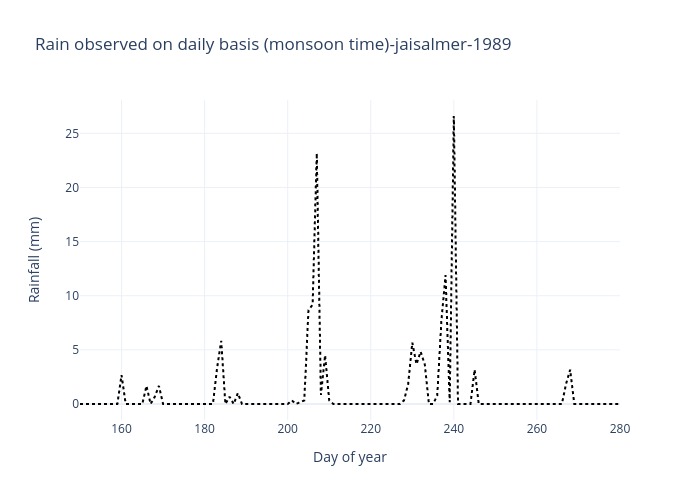 Rain observed on daily basis (monsoon time)-jaisalmer-1989
25
20
15
10
5
0
Rainfall (mm)
160 180 200 220 240 260 280
Day of year